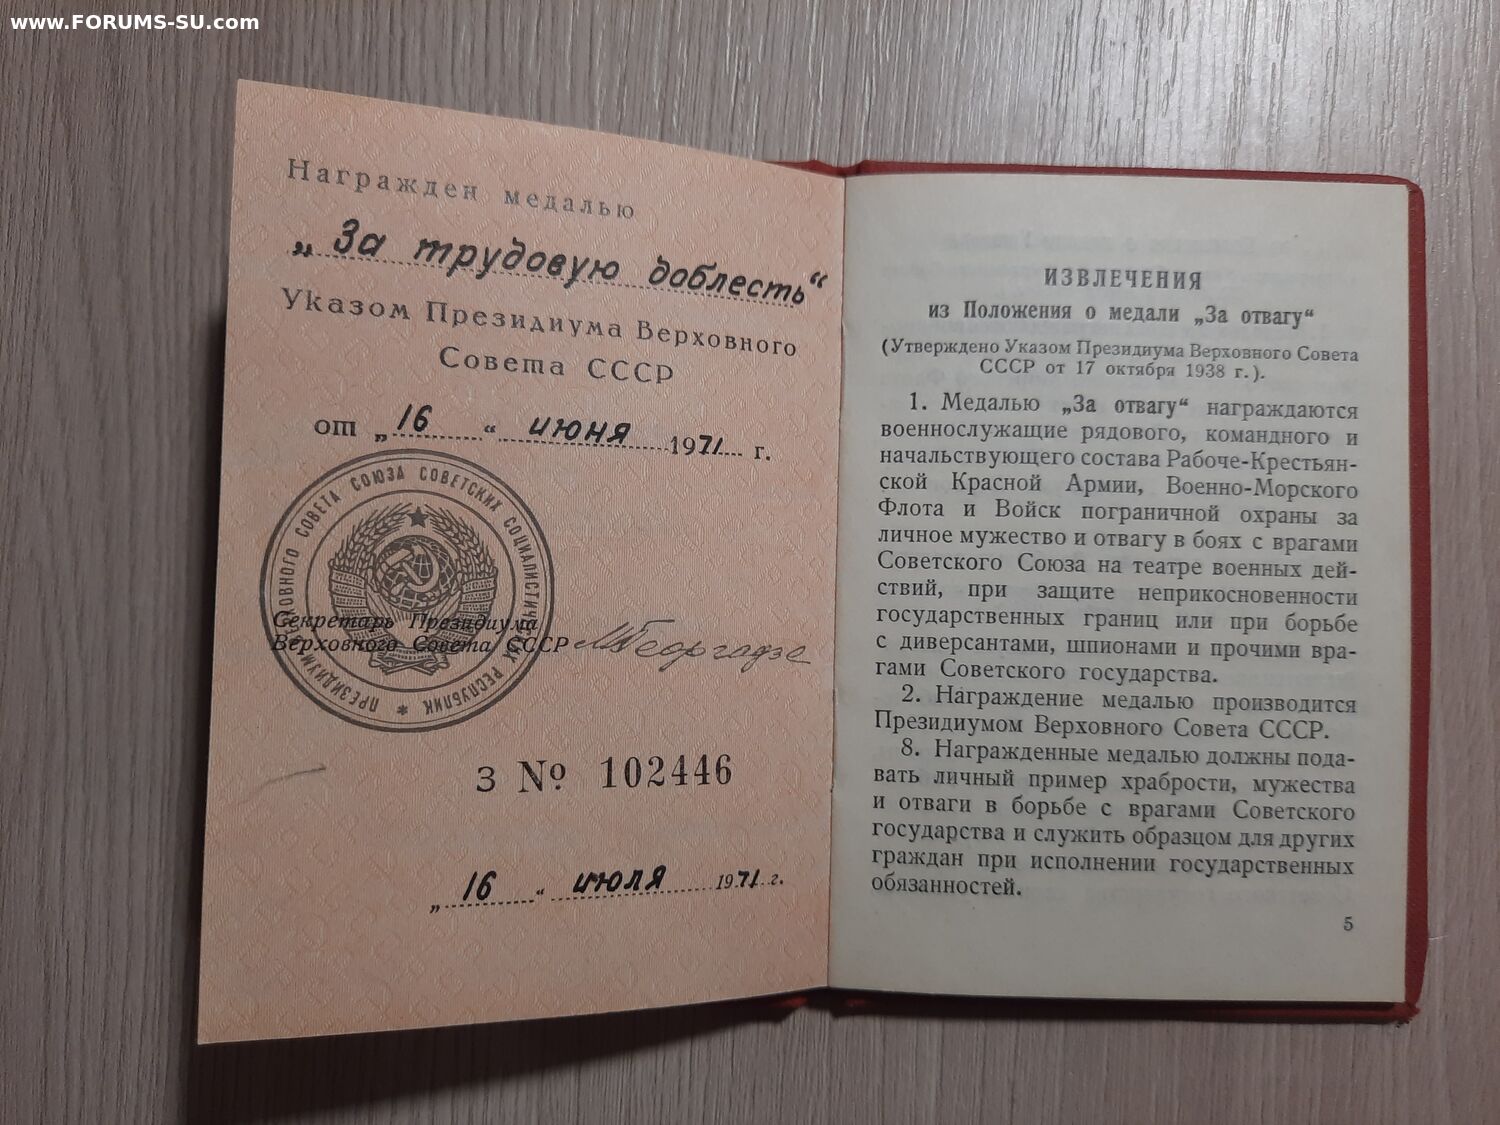 www.FORUMS-SU.com
Награжден медалью
„За трудовую доблесть“
Указом Президиума Верховного
Совета СССР
от „16“ июня 1971 г.
ПРЕЗИДИУМ ВЕРХОВНОГО СОВЕТА СОЮЗА СОВЕТСКИХ СОЦИАЛИСТИЧЕСКИХ РЕСПУБЛИК *
Секретарь Президиума
Верховного Совета СССР МГеоргадзе
З № 102446
„16“ июля 1971 г.
ИЗВЛЕЧЕНИЯ
из Положения о медали „За отвагу“
(Утверждено Указом Президиума Верховного Совета
СССР от 17 октября 1938 г.).
1. Медалью „За отвагу“ награждаются
военнослужащие рядового, командного и
начальствующего состава Рабоче-Крестьян-
ской Красной Армии, Военно-Морского
Флота и Войск пограничной охраны за
личное мужество и отвагу в боях с врагами
Советского Союза на театре военных дей-
ствий, при защите неприкосновенности
государственных границ или при борьбе
с диверсантами, шпионами и прочими вра-
гами Советского государства.
2. Награждение медалью производится
Президиумом Верховного Совета СССР.
8. Награжденные медалью должны пода-
вать личный пример храбрости, мужества
и отваги в борьбе с врагами Советского
государства и служить образцом для других
граждан при исполнении государственных
обязанностей.
5